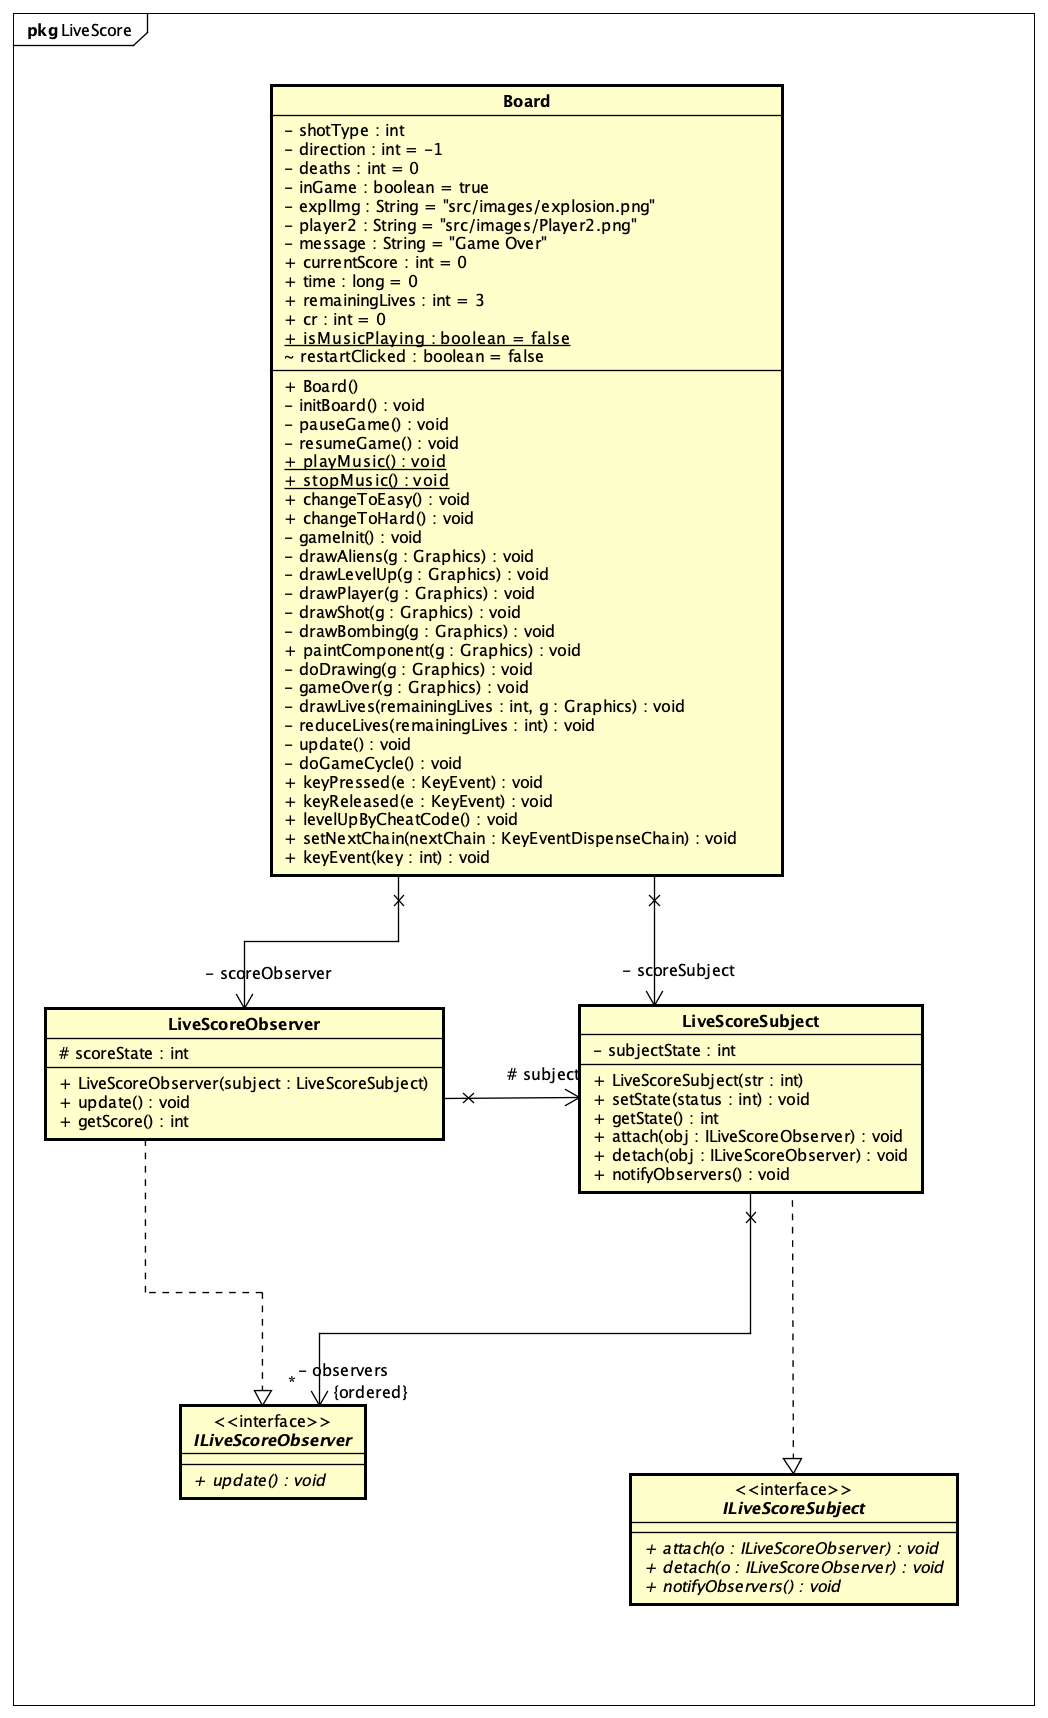 pkg LiveScore
Board
- shotType : int
- direction : int = -1
- deaths : int = 0
- inGame : boolean = true
- explImg : String = "src/images/explosion.png"
- player2 : String = "src/images/Player2.png"
- message : String = "Game Over"
+ currentScore : int = 0
+ time : long = 0
+ remainingLives : int = 3
+ cr : int = 0
+ isMusicPlaying : boolean = false
~ restartClicked : boolean = false
+ Board()
- initBoard() : void
- pauseGame() : void
- resumeGame() : void
+ playMusic() : void
+ stopMusic() : void
+ changeToEasy() : void
+ changeToHard() : void
- gameInit() : void
- drawAliens(g : Graphics) : void
- drawLevelUp(g : Graphics) : void
- drawPlayer(g : Graphics) : void
- drawShot(g : Graphics) : void
- drawBombing(g : Graphics) : void
+ paintComponent(g : Graphics) : void
- doDrawing(g : Graphics) : void
- gameOver(g : Graphics) : void
- drawLives(remainingLives : int, g : Graphics) : void
- reduceLives(remainingLives : int) : void
- update() : void
- doGameCycle() : void
+ keyPressed(e : KeyEvent) : void
+ keyReleased(e : KeyEvent) : void
+ levelUpByCheatCode() : void
+ setNextChain(nextChain : KeyEventDispenseChain) : void
+ keyEvent(key : int) : void
- scoreObserver
- scoreSubject
LiveScoreObserver
# scoreState : int
+ LiveScoreObserver(subject : LiveScoreSubject)
+ update() : void
+ getScore() : int
# subject
LiveScoreSubject
- subjectState : int
+ LiveScoreSubject(str : int)
+ setState(status : int) : void
+ getState() : int
+ attach(obj : ILiveScoreObserver) : void
+ detach(obj : ILiveScoreObserver) : void
+ notifyObservers() : void
- observers
*
{ordered}
<<interface>>
ILiveScoreObserver
+ update() : void
<<interface>>
ILiveScoreSubject
+ attach(o : ILiveScoreObserver) : void
+ detach(o : ILiveScoreObserver) : void
+ notifyObservers() : void